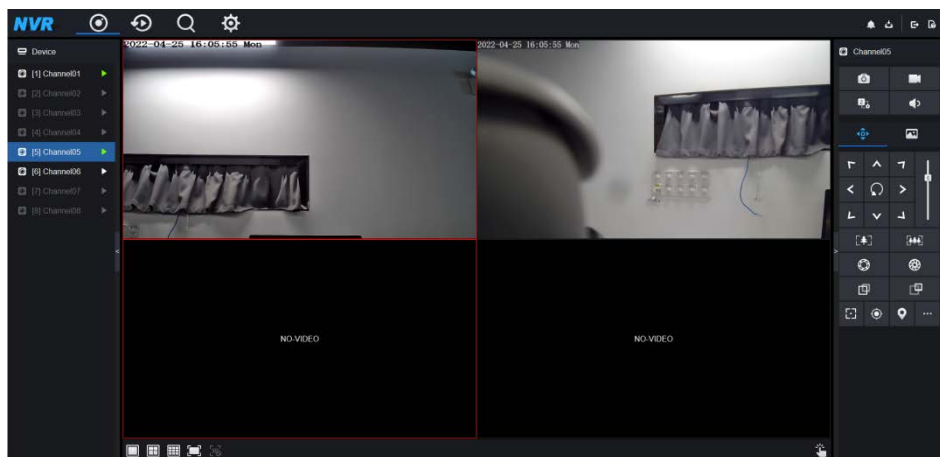 NVR
Device
[1] Channel01
[2] Channel02
[3] Channel03
[4] Channel04
[5] Channel05
[6] Channel06
[7] Channel07
[8] Channel08
2022-04-25 16:05:55 Mon
2022-04-25 16:05:55 Mon
NO-VIDEO
NO-VIDEO
Channel05